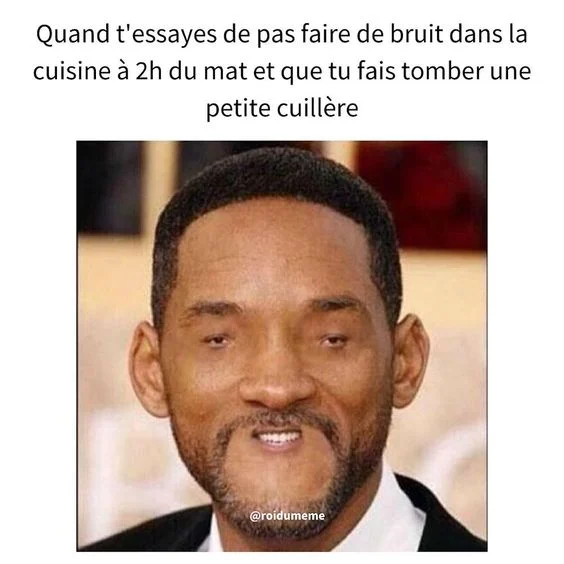 Quand t'essayes de pas faire de bruit dans la
cuisine à 2h du mat et que tu fais tomber une
petite cuillère
@roidumeme